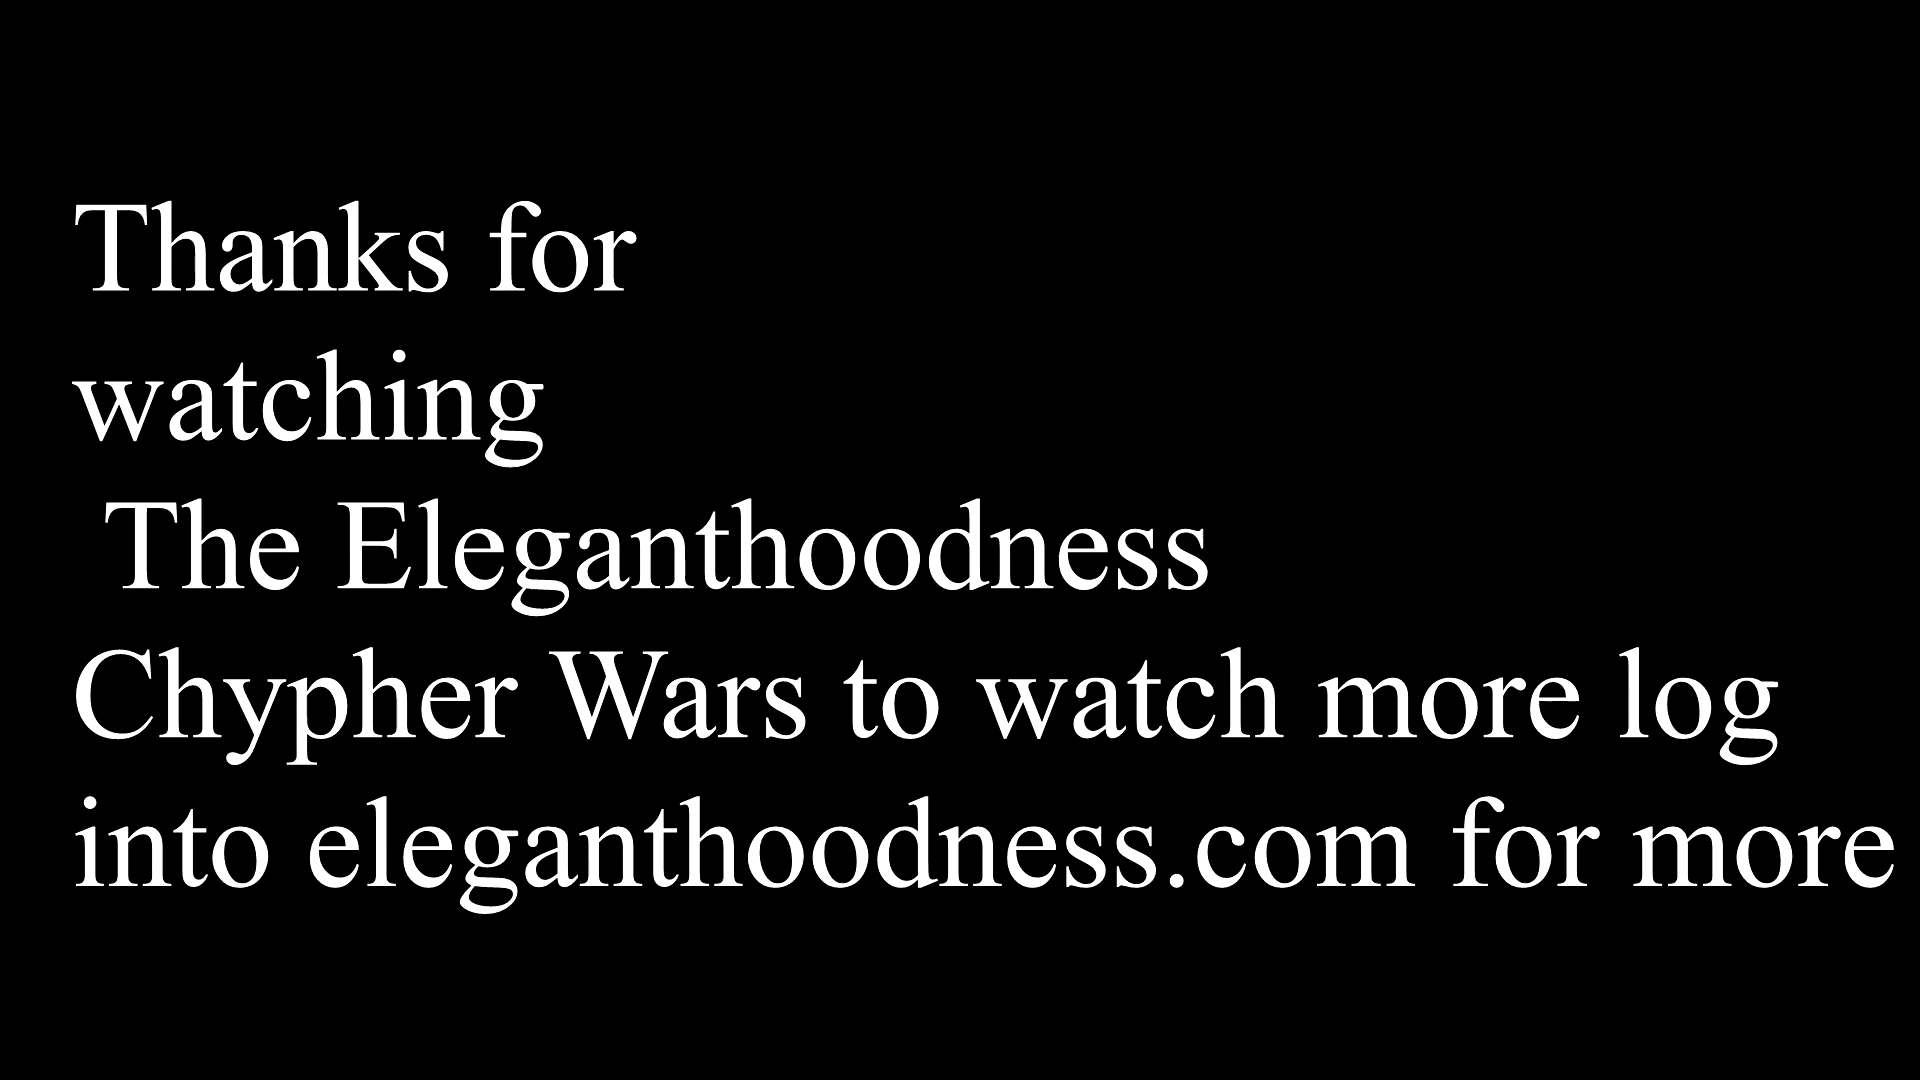 Thanks for
watching
The Eleganthoodness
Chypher Wars to watch more log
into eleganthoodness.com for more